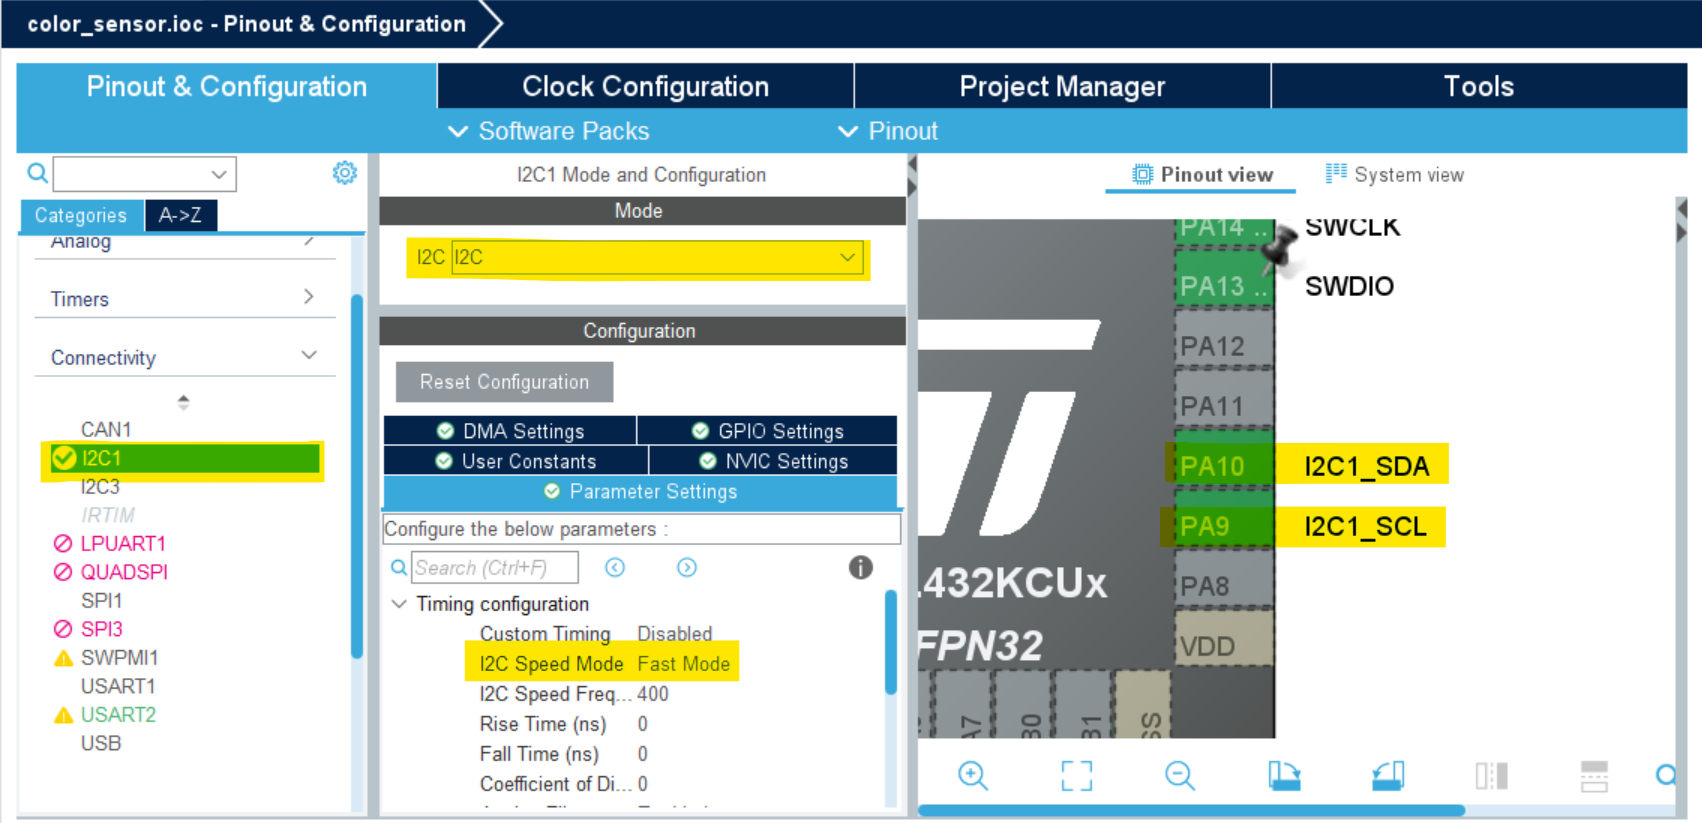 color_sensor.ioc - Pinout & Configuration
Pinout & Configuration
Clock Configuration
Project Manager
Tools
Software Packs
Pinout
I2C1 Mode and Configuration
Pinout view
System view
Categories
A->Z
Mode
Analog
I2C I2C
Timers
Connectivity
Configuration
Reset Configuration
DMA Settings
GPIO Settings
User Constants
NVIC Settings
Parameter Settings
Configure the below parameters :
Search (Ctrl+F)
Timing configuration
Custom Timing Disabled
I2C Speed Mode Fast Mode
I2C Speed Freq... 400
Rise Time (ns) 0
Fall Time (ns) 0
Coefficient of Di... 0
CAN1
I2C1
I2C3
IRTIM
LPUART1
QUADSPI
SPI1
SPI3
SWPMI1
USART1
USART2
USB
PA14 .. SWCLK
PA13 .. SWDIO
PA12
PA11
PA10 I2C1_SDA
PA9 I2C1_SCL
PA8
VDD
.432KCUx
FPN32